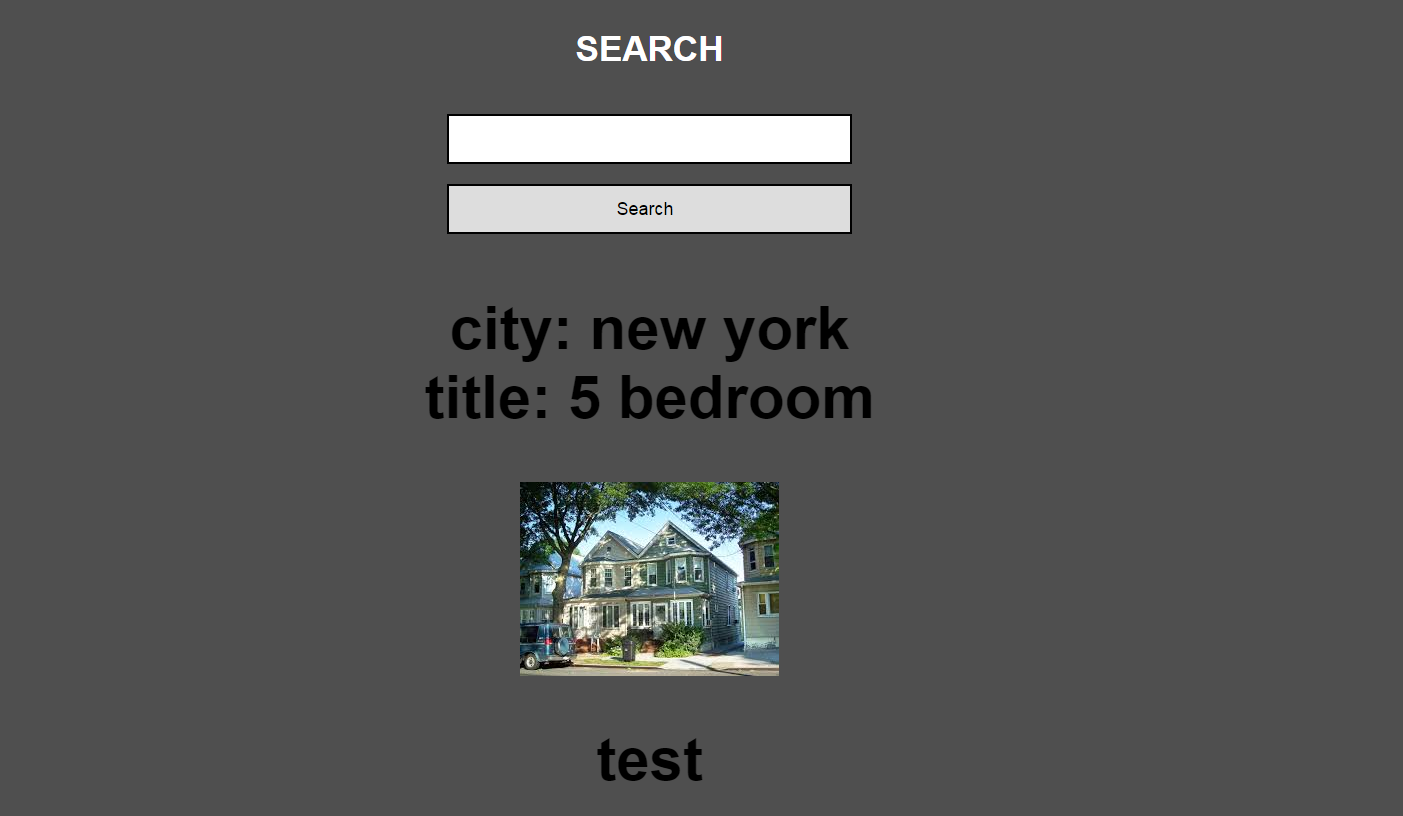 SEARCH
Search
city: new york
title: 5 bedroom
test